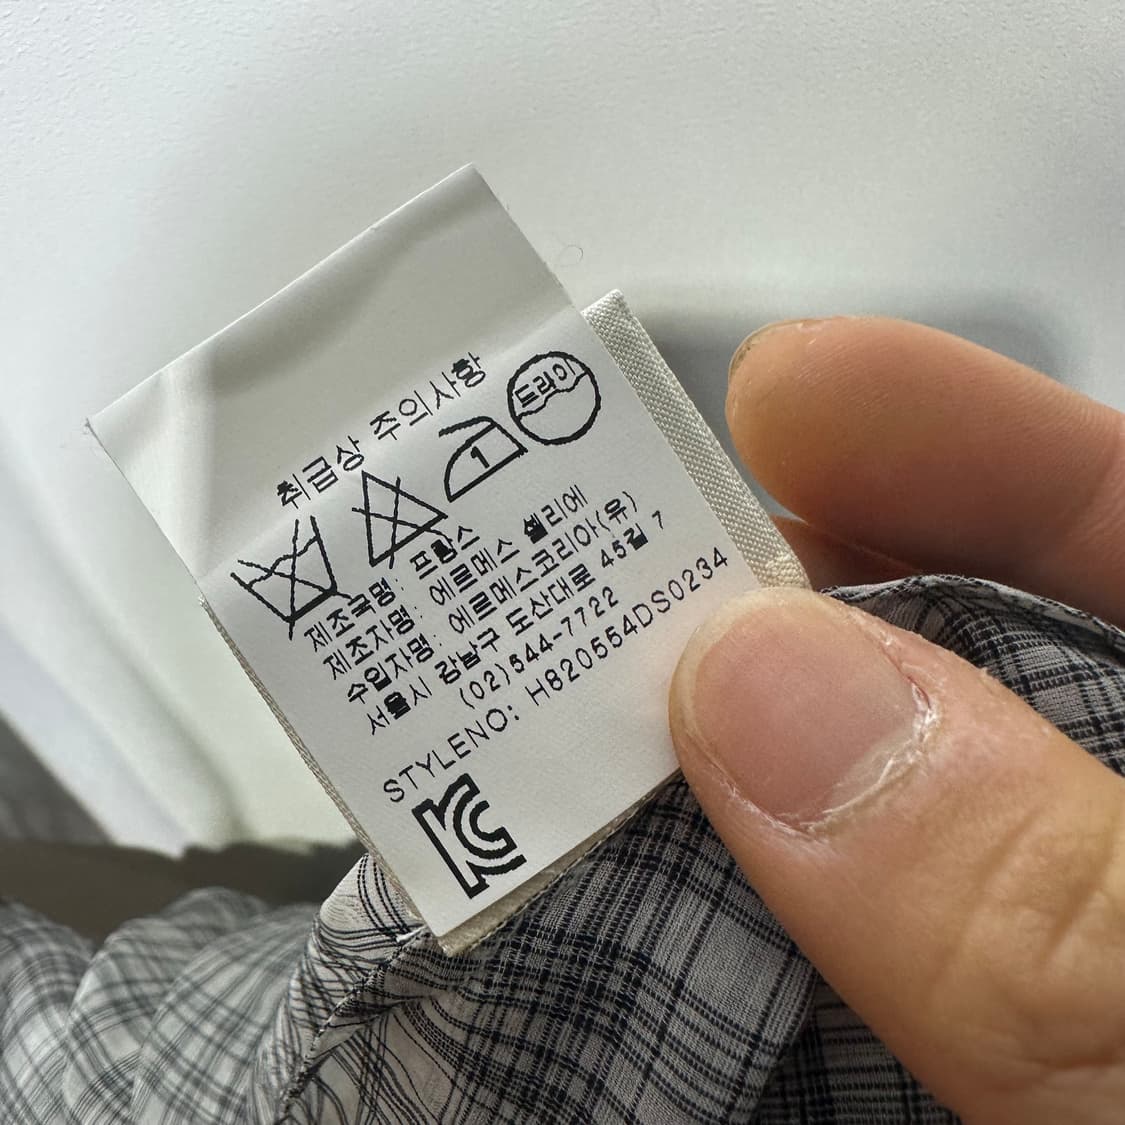 취급상 주의사항
드라이
1
제조국명: 프랑스
제조자명: 에르메스 셀리에
수입자명: 에르메스코리아(유)
서울시 강남구 도산대로 45길 7
(02)544-7722
STYLENO: H820554DS0234
KC